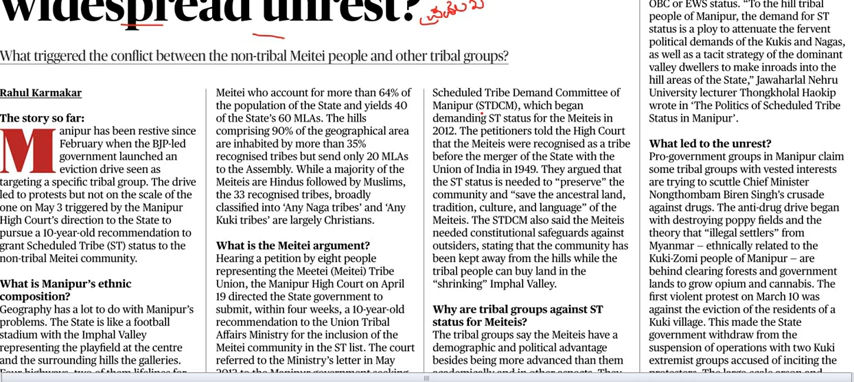 widespread unrest?
What triggered the conflict between the non-tribal Meitei people and other tribal groups?
Rahul Karmakar
The story so far:
Manipur has been restive since
February when the BJP-led
government launched an
eviction drive seen as
targeting a specific tribal group. The drive
led to protests but not on the scale of the
one on May 3 triggered by the Manipur
High Court's direction to the State to
pursue a 10-year-old recommendation to
grant Scheduled Tribe (ST) status to the
non-tribal Meitei community.
What is Manipur's ethnic
composition?
Geography has a lot to do with Manipur's
problems. The State is like a football
stadium with the Imphal Valley
representing the playfield at the centre
and the surrounding hills the galleries.
Four highways, two of them lifelines for
Meitei who account for more than 64% of
the population of the State and yields 40
of the State's 60 MLAs. The hills
comprising 90% of the geographical area
are inhabited by more than 35%
recognised tribes but send only 20 MLAs
to the Assembly. While a majority of the
Meiteis are Hindus followed by Muslims,
the 33 recognised tribes, broadly
classified into 'Any Naga tribes' and 'Any
Kuki tribes' are largely Christians.
What is the Meitei argument?
Hearing a petition by eight people
representing the Meetei (Meitei) Tribe
Union, the Manipur High Court on April
19 directed the State government to
submit, within four weeks, a 10-year-old
recommendation to the Union Tribal
Affairs Ministry for the inclusion of the
Meitei community in the ST list. The court
referred to the Ministry's letter in May
2013 to the Manipur government seeking
Scheduled Tribe Demand Committee of
Manipur (STDCM), which began
demanding ST status for the Meiteis in
2012. The petitioners told the High Court
that the Meiteis were recognised as a tribe
before the merger of the State with the
Union of India in 1949. They argued that
the ST status is needed to "preserve" the
community and "save the ancestral land,
tradition, culture, and language" of the
Meiteis. The STDCM also said the Meiteis
needed constitutional safeguards against
outsiders, stating that the community has
been kept away from the hills while the
tribal people can buy land in the
"shrinking" Imphal Valley.
Why are tribal groups against ST
status for Meiteis?
The tribal groups say the Meiteis have a
demographic and political advantage
besides being more advanced than them
academically and in other aspects. They
OBC or EWS status. "To the hill tribal
people of Manipur, the demand for ST
status is a ploy to attenuate the fervent
political demands of the Kukis and Nagas,
as well as a tacit strategy of the dominant
valley dwellers to make inroads into the
hill areas of the State," Jawaharlal Nehru
University lecturer Thongkholal Haokip
wrote in 'The Politics of Scheduled Tribe
Status in Manipur'.
What led to the unrest?
Pro-government groups in Manipur claim
some tribal groups with vested interests
are trying to scuttle Chief Minister
Nongthombam Biren Singh's crusade
against drugs. The anti-drug drive began
with destroying poppy fields and the
theory that "illegal settlers" from
Myanmar — ethnically related to the
Kuki-Zomi people of Manipur — are
behind clearing forests and government
lands to grow opium and cannabis. The
first violent protest on March 10 was
against the eviction of the residents of a
Kuki village. This made the State
government withdraw from the
suspension of operations with two Kuki
extremist groups accused of inciting the